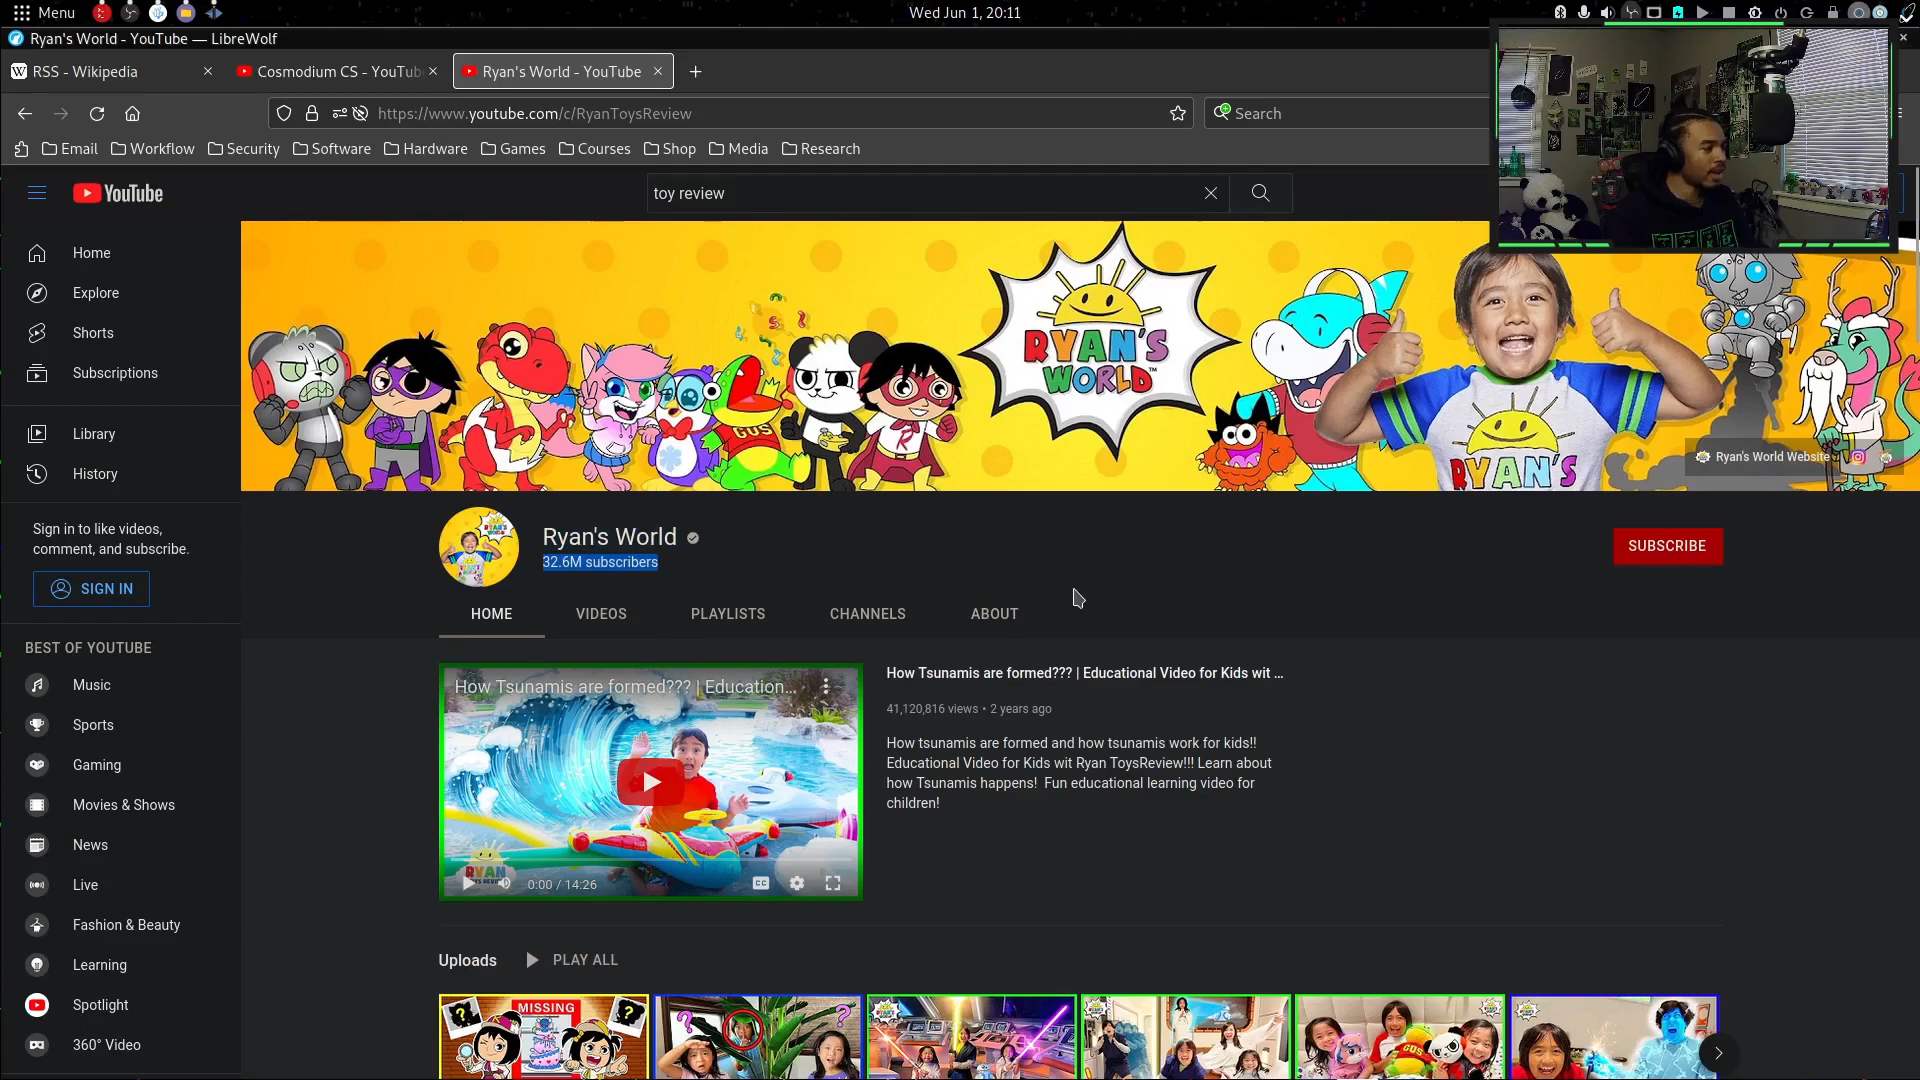 Menu
Wed Jun 1, 20:11
Ryan's World - YouTube — LibreWolf
RSS - Wikipedia
Cosmodium CS - YouTub
Ryan's World - YouTube
https://www.youtube.com/c/RyanToysReview
Search
Email Workflow Security Software Hardware Games Courses Shop Media Research
YouTube
toy review
Home
Explore
Shorts
Subscriptions
Library
History
Sign in to like videos,
comment, and subscribe.
SIGN IN
BEST OF YOUTUBE
Music
Sports
Gaming
Movies & Shows
News
Live
Fashion & Beauty
Learning
Spotlight
360° Video
GUS
R
RYAN'S
WORLD™
RYAN'S
Ryan's World Website
Ryan's World
32.6M subscribers
SUBSCRIBE
HOME VIDEOS PLAYLISTS CHANNELS ABOUT
How Tsunamis are formed??? | Education...
RYAN
0:00 / 14:26
CC
How Tsunamis are formed??? | Educational Video for Kids wit ...
41,120,816 views • 2 years ago
How tsunamis are formed and how tsunamis work for kids!!
Educational Video for Kids wit Ryan ToysReview!!! Learn about
how Tsunamis happens! Fun educational learning video for
children!
Uploads
PLAY ALL
MISSING
GUS